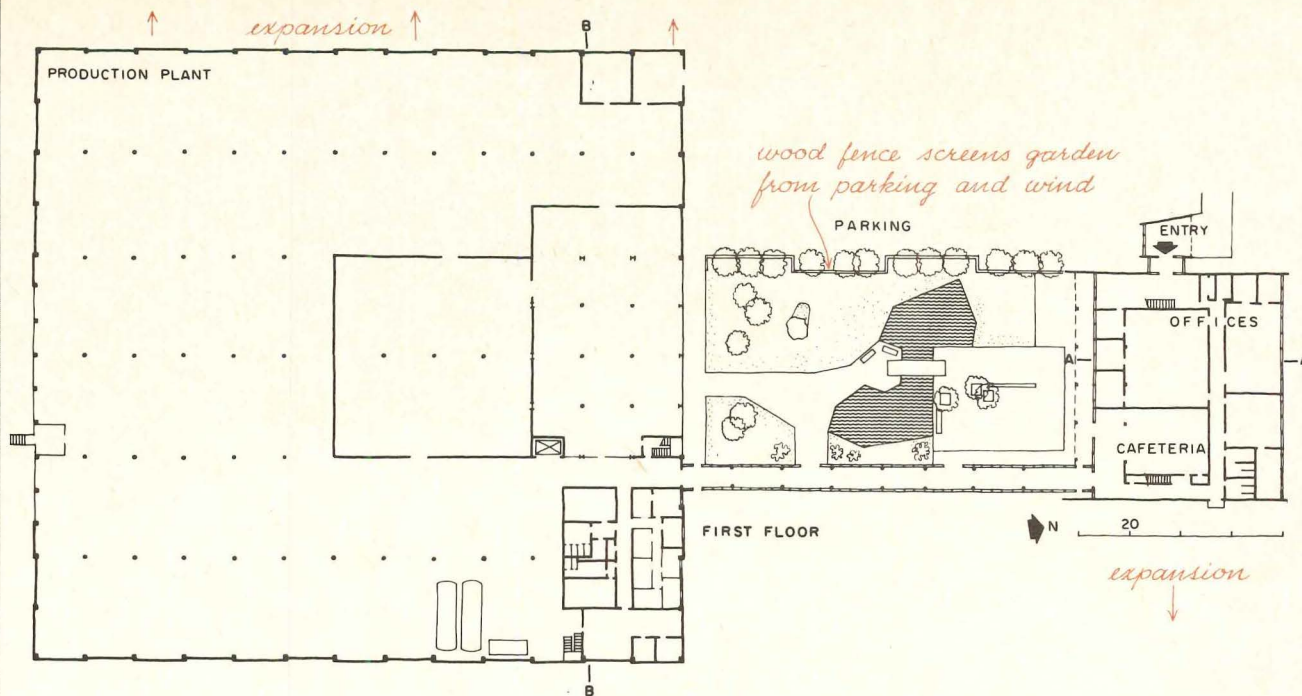 expansion
B
PRODUCTION PLANT
wood fence screens garden
from parking and wind
PARKING
ENTRY
OFFICES
A
A
CAFETERIA
FIRST FLOOR
N
20
expansion
B